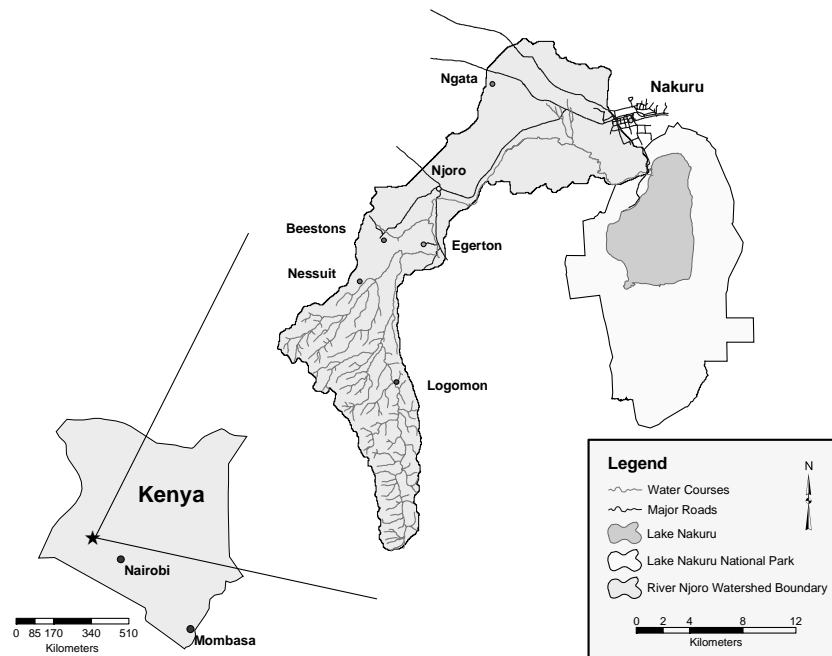 Ngata
Nakuru
Njoro
Beestons
Egerton
Nessuit
Logomon
Kenya
Nairobi
Mombasa
0 85 170 340 510
Kilometers
Legend
N
Water Courses
Major Roads
Lake Nakuru
Lake Nakuru National Park
River Njoro Watershed Boundary
0 2 4 8 12
Kilometers